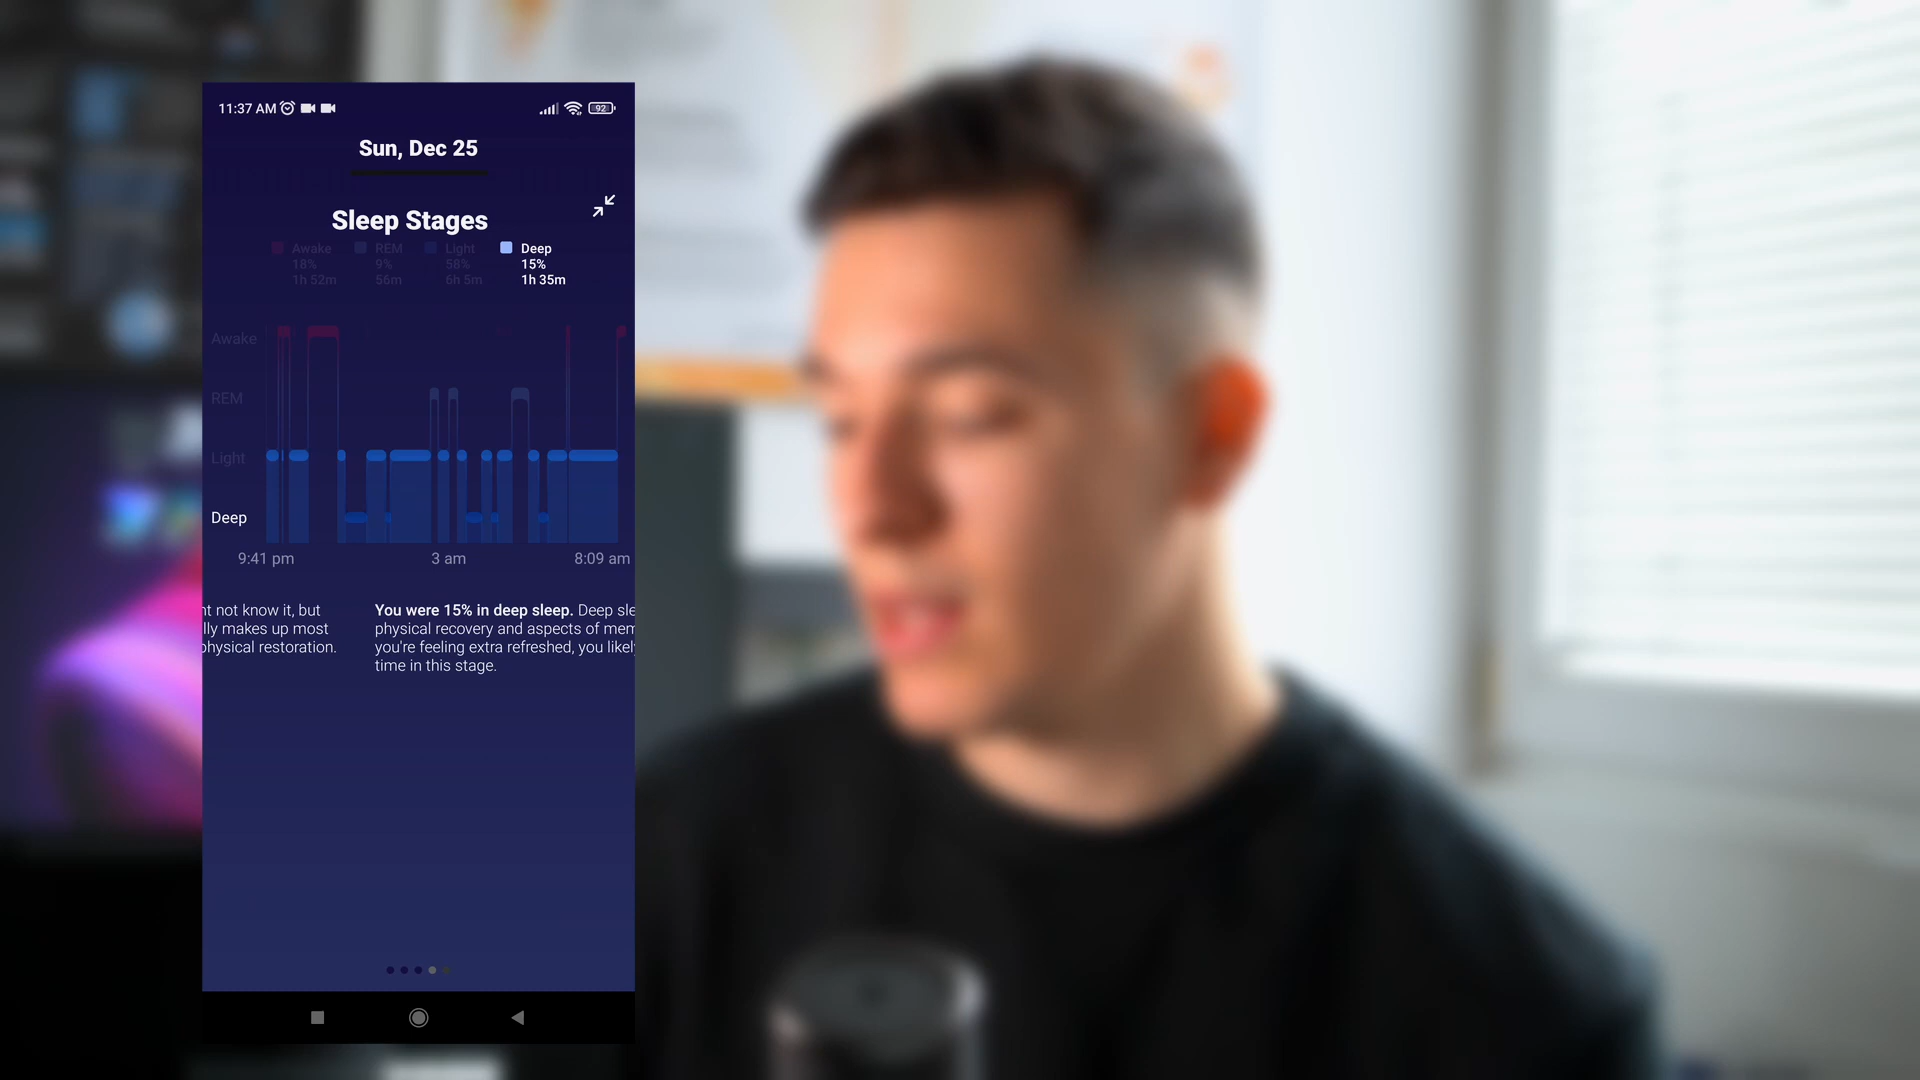 11:37 AM 92
Sun, Dec 25
Sleep Stages
Awake REM Light Deep
18% 9% 58% 15%
1h 52m 56m 6h 5m 1h 35m
Awake
REM
Light
Deep
9:41 pm 3 am 8:09 am
nt not know it, but
lly makes up most
physical restoration.
You were 15% in deep sleep. Deep sle
physical recovery and aspects of mem
you're feeling extra refreshed, you likely
time in this stage.